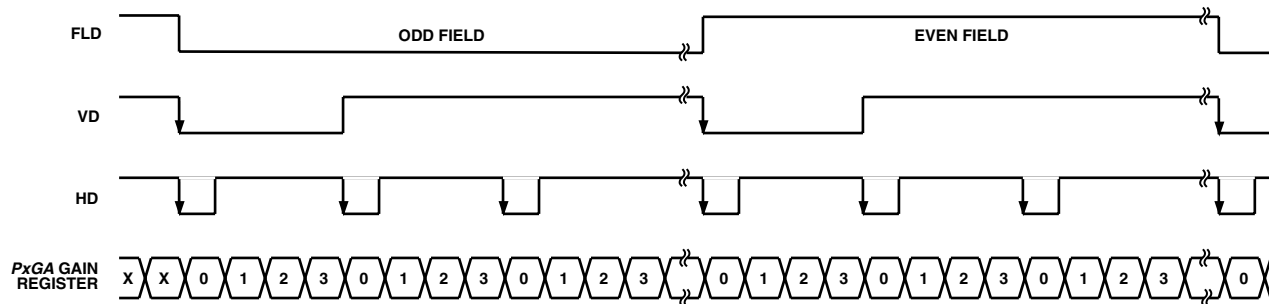 FLD ODD FIELD EVEN FIELD
VD
HD
PxGA GAIN
REGISTER
X X 0 1 2 3 0 1 2 3 0 1 2 3 0 1 2 3 0 1 2 3 0 1 2 3 0